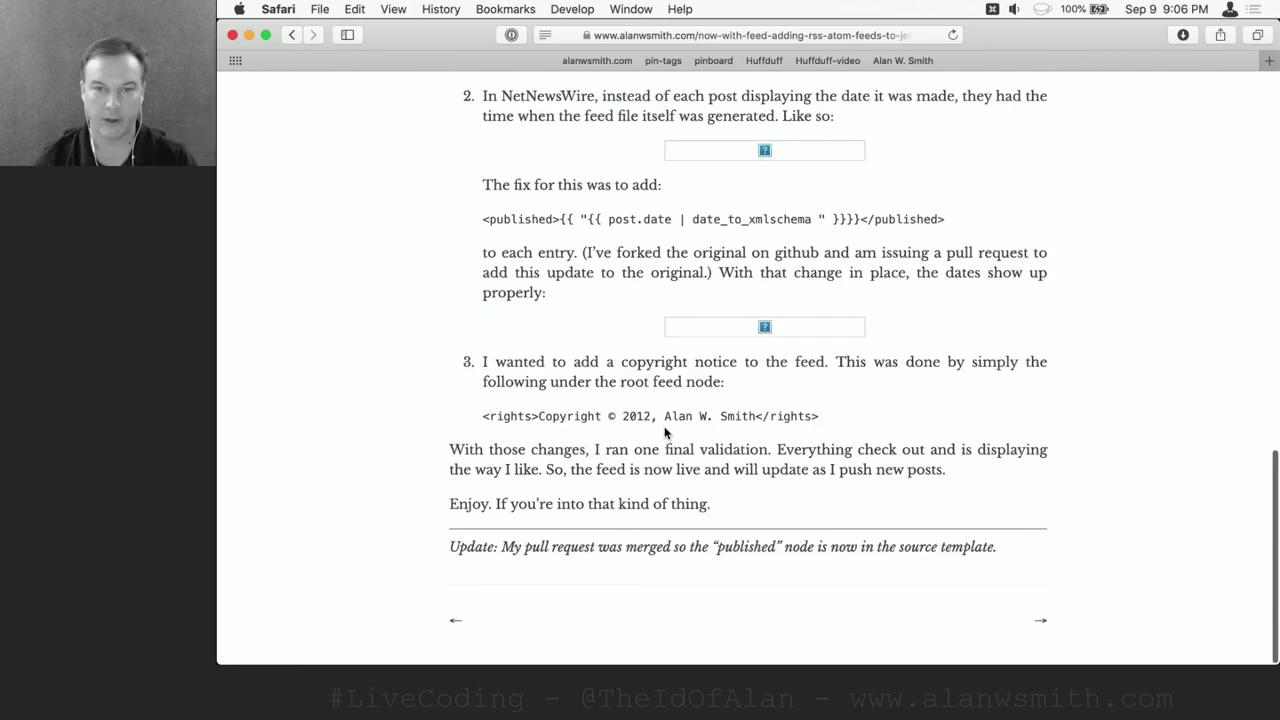 Safari File Edit View History Bookmarks Develop Window Help 100% Sep 9 9:06 PM
www.alanwsmith.com/now-with-feed-adding-rss-atom-feeds-to-je
alanwsmith.com pin-tags pinboard Huffduff Huffduff-video Alan W. Smith
2. In NetNewsWire, instead of each post displaying the date it was made, they had the
time when the feed file itself was generated. Like so:
?
The fix for this was to add:
<published>{{ "{{ post.date | date_to_xmlschema " }}}}</published>
to each entry. (I’ve forked the original on github and am issuing a pull request to
add this update to the original.) With that change in place, the dates show up
properly:
?
3. I wanted to add a copyright notice to the feed. This was done by simply the
following under the root feed node:
<rights>Copyright © 2012, Alan W. Smith</rights>
With those changes, I ran one final validation. Everything check out and is displaying
the way I like. So, the feed is now live and will update as I push new posts.
Enjoy. If you’re into that kind of thing.
Update: My pull request was merged so the “published” node is now in the source template.
← →
#LiveCoding - @TheIdOfAlan - www.alanwsmith.com